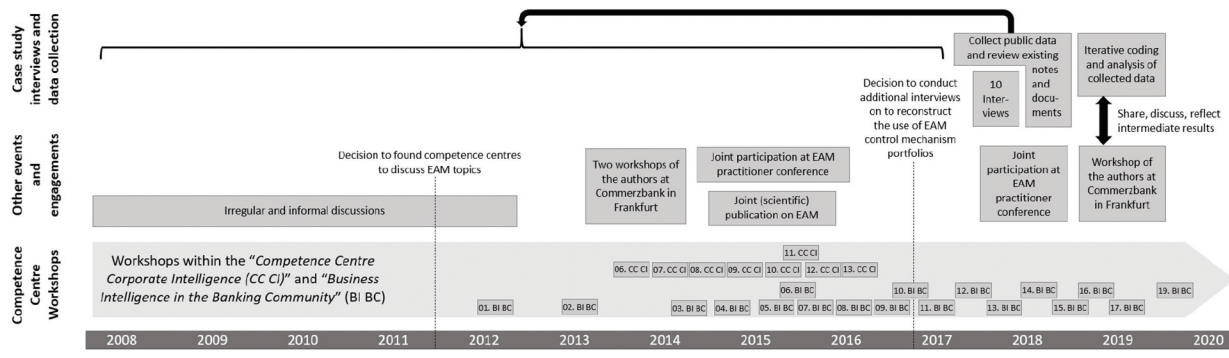 Case study
interviews and
data collection
Collect public data
and review existing
notes
and
docu-
ments
10
Inter-
views
Iterative coding
and analysis of
collected data
Decision to conduct
additional interviews
on to reconstruct
the use of EAM
control mechanism
portfolios
Share, discuss, reflect
intermediate results
Other events
and
engagements
Decision to found competence centres
to discuss EAM topics
Irregular and informal discussions
Two workshops of
the authors at
Commerzbank in
Frankfurt
Joint participation at EAM
practitioner conference
Joint (scientific)
publication on EAM
Joint
participation at
EAM
practitioner
conference
Workshop of
the authors at
Commerzbank
in Frankfurt
Competence
Centre
Workshops
Workshops within the “Competence Centre
Corporate Intelligence (CC CI)” and “Business
Intelligence in the Banking Community” (BI BC)
11. CC CI
06. CC CI 07. CC CI 08. CC CI 09. CC CI 10. CC CI 12. CC CI 13. CC CI
06. BI BC 10. BI BC 12. BI BC 14. BI BC 16. BI BC 19. BI BC
01. BI BC 02. BI BC 03. BI BC 04. BI BC 05. BI BC 07. BI BC 08. BI BC 09. BI BC 11. BI BC 13. BI BC 15. BI BC 17. BI BC
2008 2009 2010 2011 2012 2013 2014 2015 2016 2017 2018 2019 2020